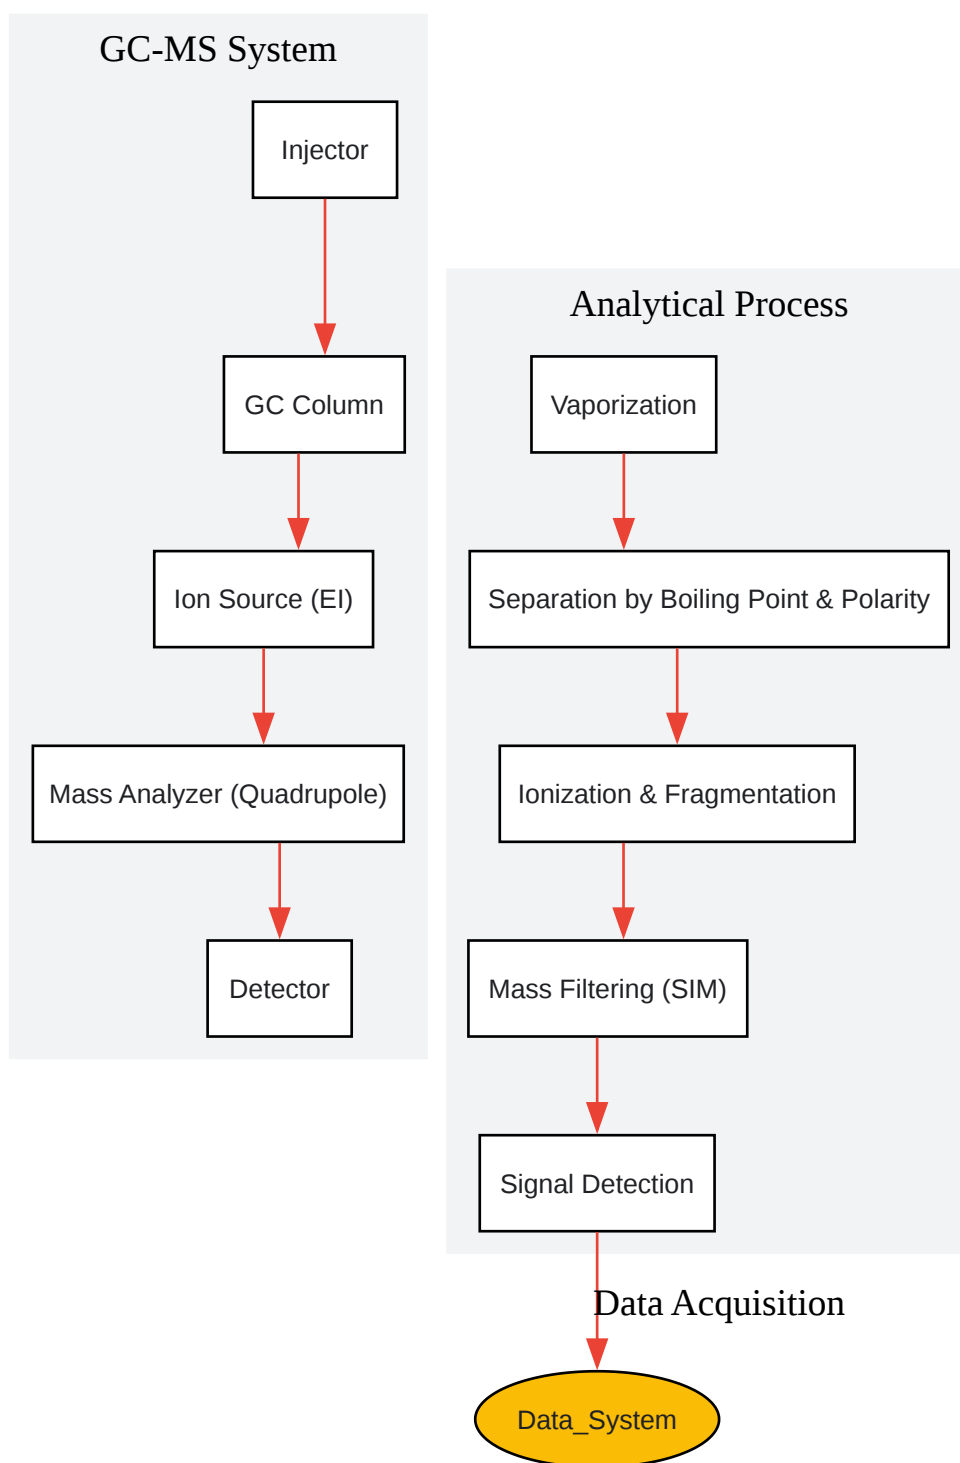 GC-MS System
Injector
GC Column
Ion Source (EI)
Mass Analyzer (Quadrupole)
Detector
Analytical Process
Vaporization
Separation by Boiling Point & Polarity
Ionization & Fragmentation
Mass Filtering (SIM)
Signal Detection
Data Acquisition
Data_System